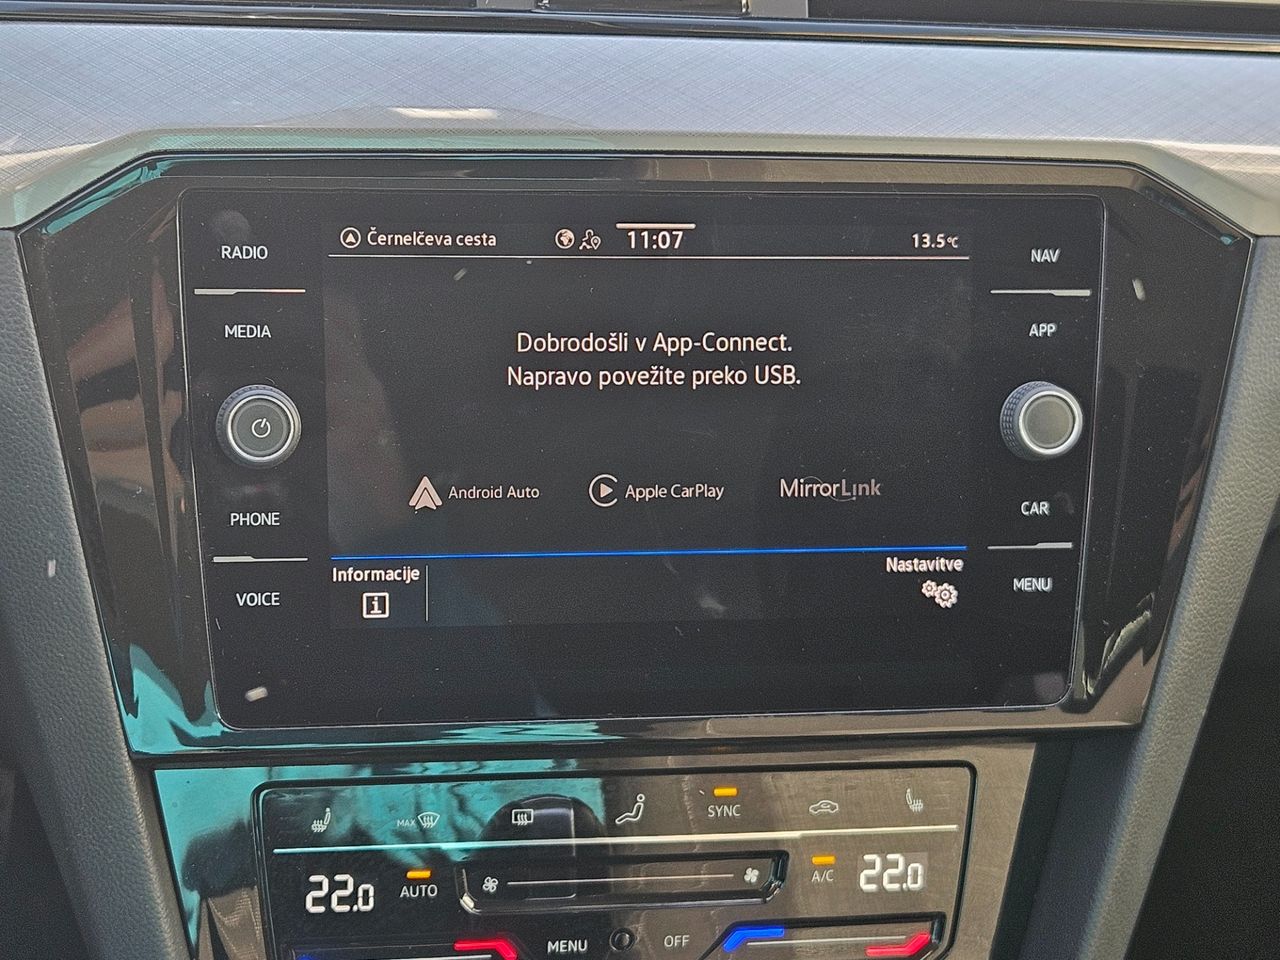 RADIO
MEDIA
PHONE
VOICE
Černelčeva cesta
11:07
13.5°C
Dobrodošli v App-Connect.
Napravo povežite preko USB.
Android Auto
Apple CarPlay
MirrorLink
Informacije
i
Nastavitve
NAV
APP
CAR
MENU
MAX
SYNC
22.0
AUTO
A/C
22.0
MENU
OFF